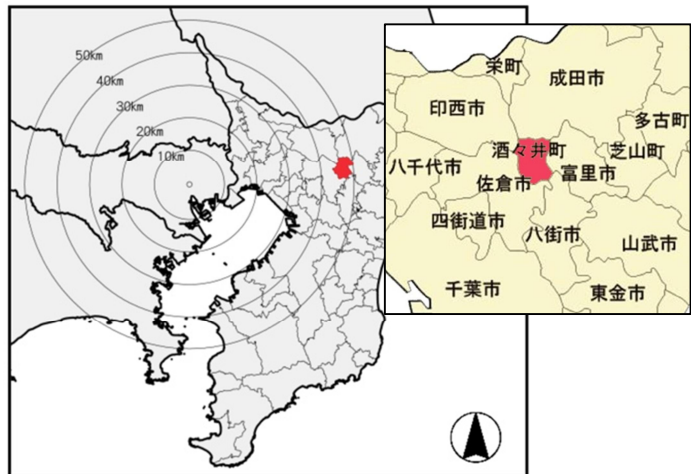 50km
40km
30km
20km
10km
栄町
成田市
印西市
多古町
酒々井町
芝山町
八千代市
富里市
佐倉市
四街道市
八街市
山武市
千葉市
東金市